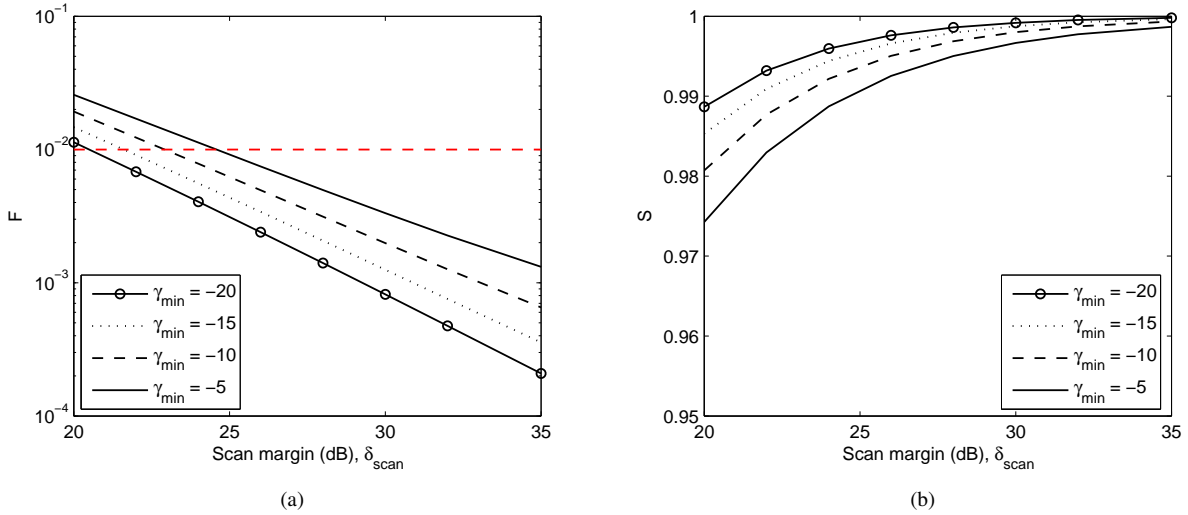 10⁻¹
10⁻²
10⁻³
10⁻⁴
F
20 25 30 35
Scan margin (dB), δ_scan
γ_min = −20
γ_min = −15
γ_min = −10
γ_min = −5
(a)
1
0.99
0.98
0.97
0.96
0.95
S
20 25 30 35
Scan margin (dB), δ_scan
γ_min = −20
γ_min = −15
γ_min = −10
γ_min = −5
(b)